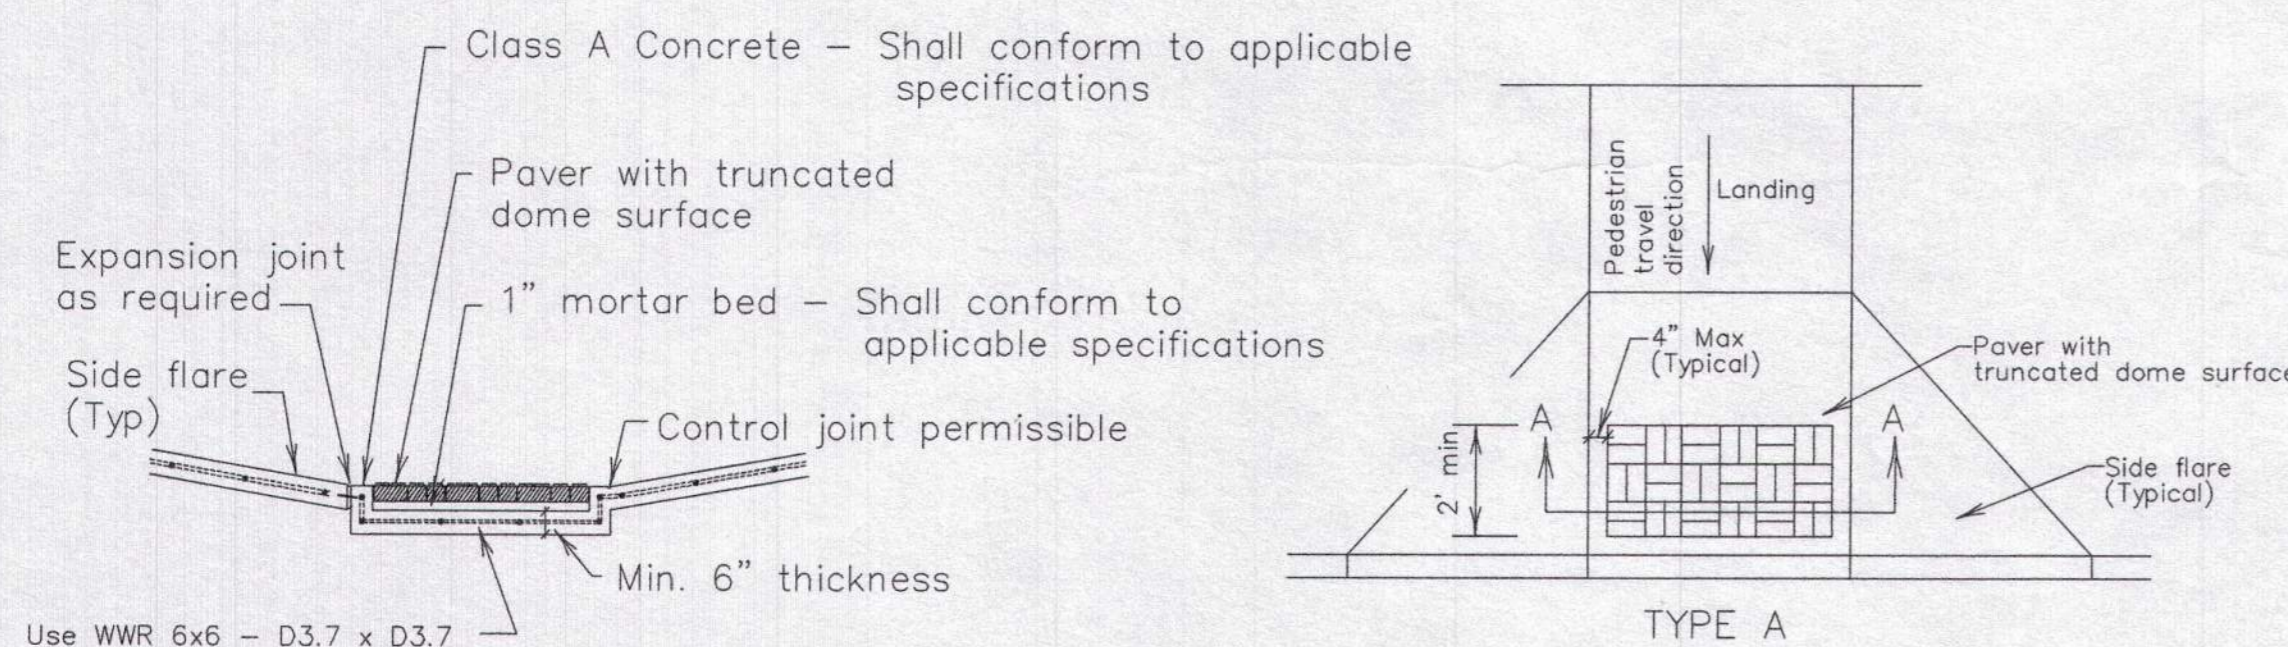 Class A Concrete – Shall conform to applicable
specifications
Paver with truncated
dome surface
Expansion joint
as required
1" mortar bed – Shall conform to
applicable specifications
Side flare
(Typ)
Control joint permissible
Min. 6" thickness
Use WWR 6x6 – D3.7 x D3.7
Pedestrian
travel
direction
Landing
4" Max
(Typical)
Paver with
truncated dome surface
A
A
2' min
Side flare
(Typical)
TYPE A